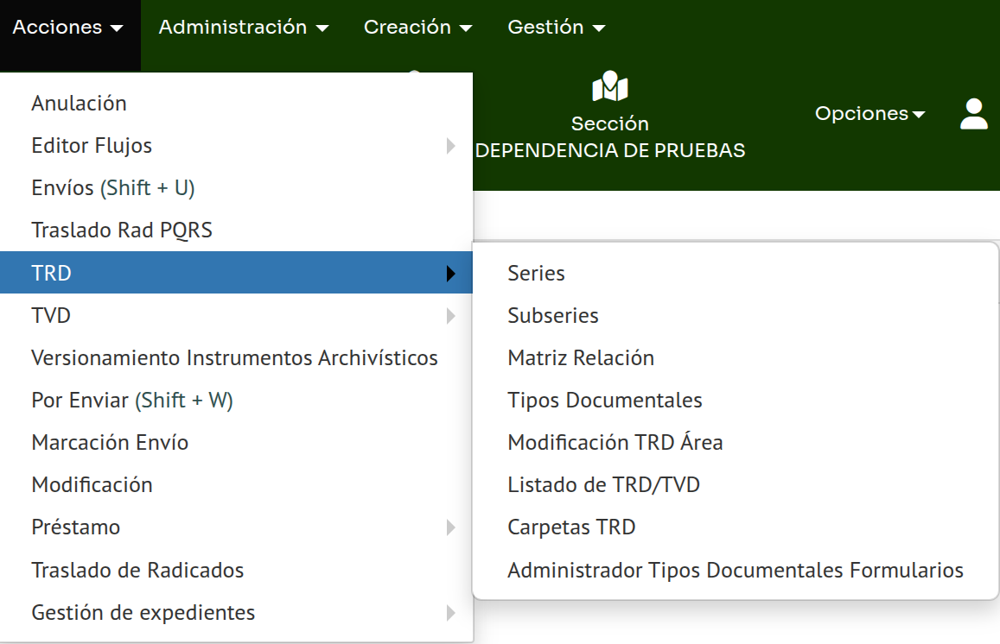 Acciones Administración Creación Gestión
Sección
DEPENDENCIA DE PRUEBAS
Opciones
Anulación
Editor Flujos
Envíos (Shift + U)
Traslado Rad PQRS
TRD
TVD
Versionamiento Instrumentos Archivísticos
Por Enviar (Shift + W)
Marcación Envío
Modificación
Préstamo
Traslado de Radicados
Gestión de expedientes
Series
Subseries
Matriz Relación
Tipos Documentales
Modificación TRD Área
Listado de TRD/TVD
Carpetas TRD
Administrador Tipos Documentales Formularios